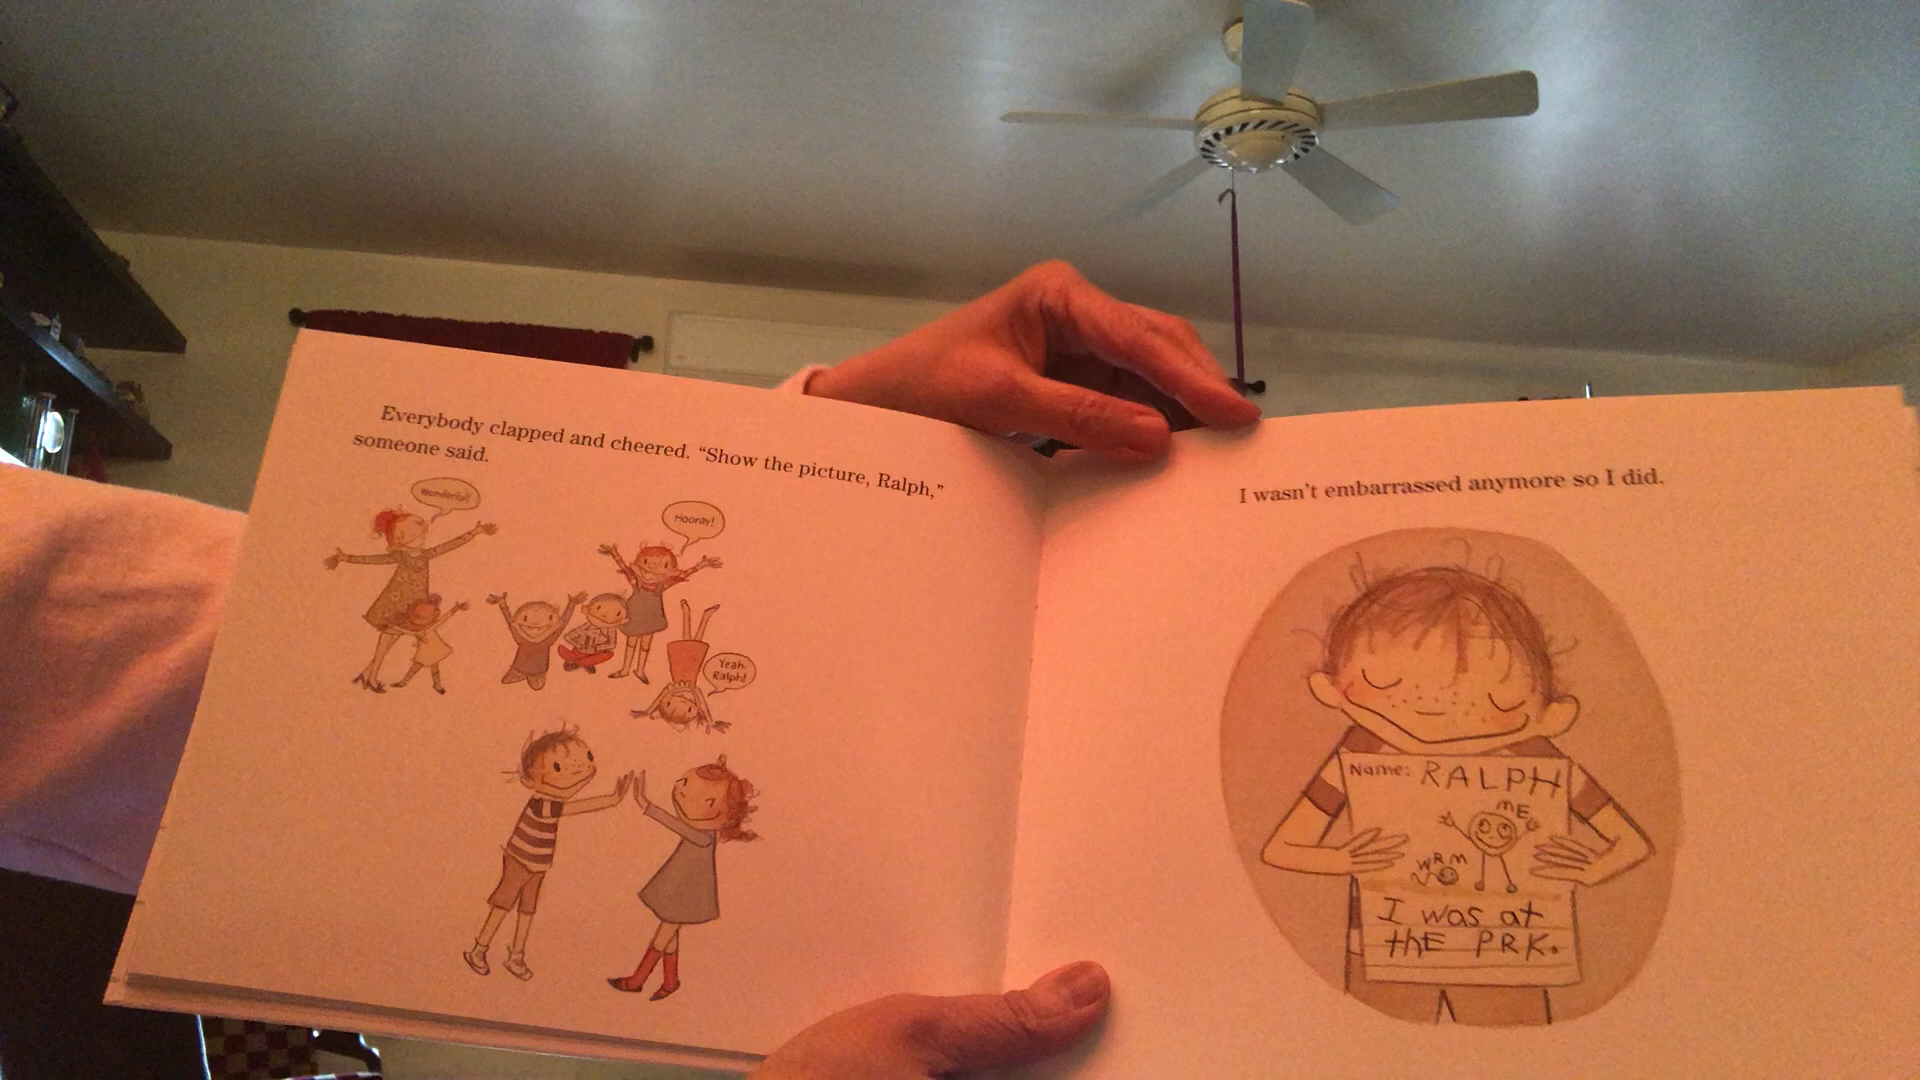 Everybody clapped and cheered. “Show the picture, Ralph,”
someone said.
Wonderful!
Hooray!
Yeah,
Ralph!
I wasn't embarrassed anymore so I did.
Name: RALPH
ME
WRM
I was at
thE PRK.